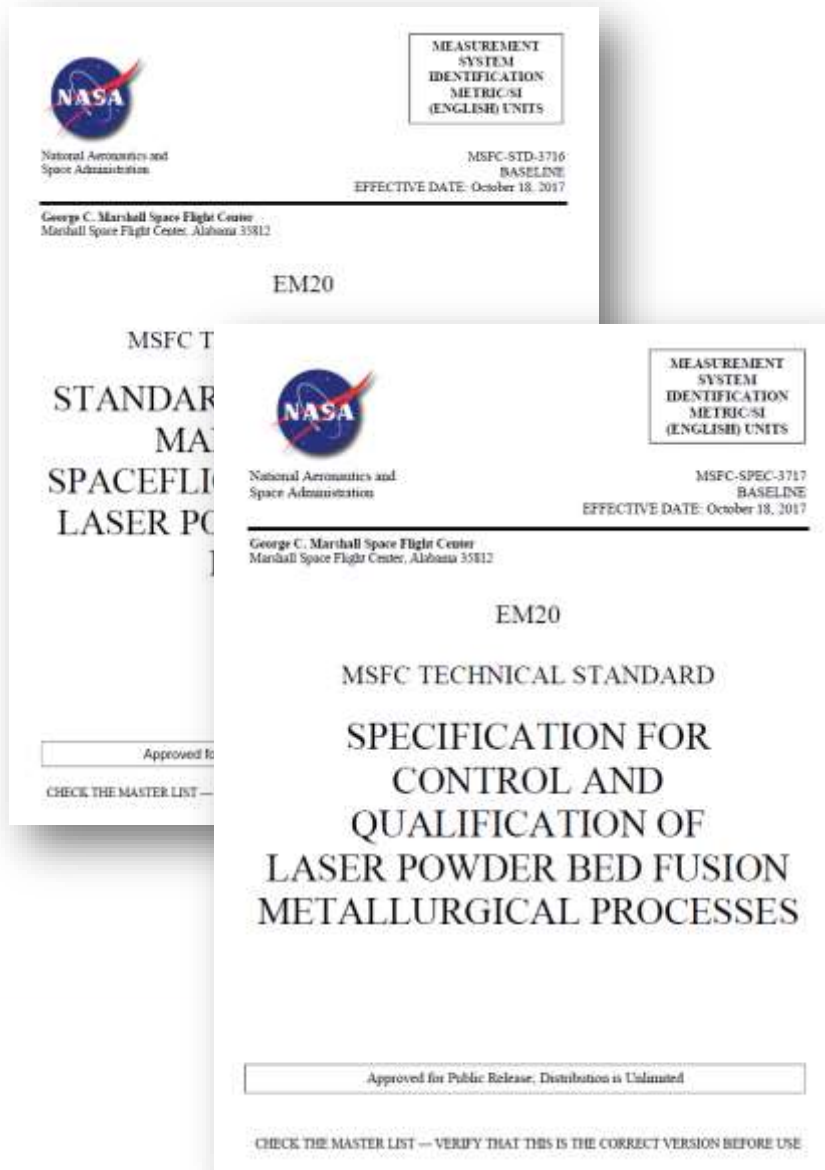 MEASUREMENT
SYSTEM
IDENTIFICATION
METRIC/SI
(ENGLISH) UNITS
NASA
National Aeronautics and
Space Administration
MSFC-STD-3716
BASELINE
EFFECTIVE DATE: October 18, 2017
George C. Marshall Space Flight Center
Marshall Space Flight Center, Alabama 35812
EM20
MSFC T
STANDAR
MA
SPACEFLI
LASER PO
Approved fo
CHECK THE MASTER LIST —
MEASUREMENT
SYSTEM
IDENTIFICATION
METRIC/SI
(ENGLISH) UNITS
NASA
National Aeronautics and
Space Administration
MSFC-SPEC-3717
BASELINE
EFFECTIVE DATE: October 18, 2017
George C. Marshall Space Flight Center
Marshall Space Flight Center, Alabama 35812
EM20
MSFC TECHNICAL STANDARD
SPECIFICATION FOR
CONTROL AND
QUALIFICATION OF
LASER POWDER BED FUSION
METALLURGICAL PROCESSES
Approved for Public Release; Distribution is Unlimited
CHECK THE MASTER LIST — VERIFY THAT THIS IS THE CORRECT VERSION BEFORE USE